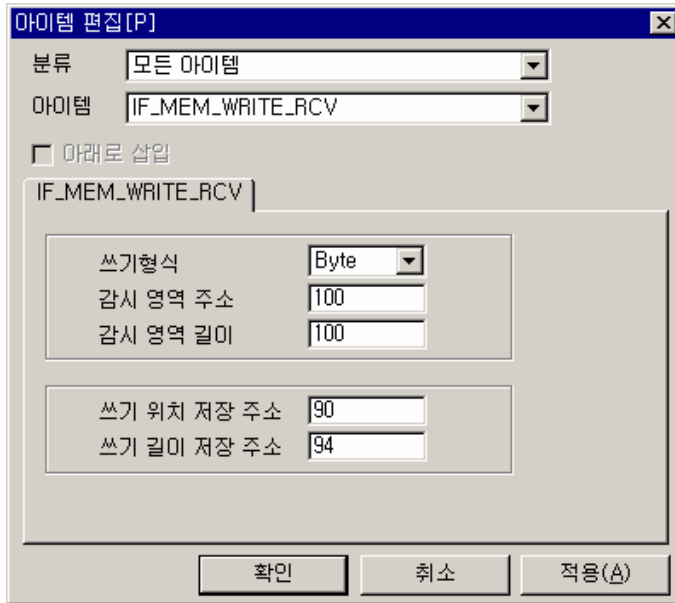 아이템 편집[P]
분류 모든 아이템
아이템 IF_MEM_WRITE_RCV
아래로 삽입
IF_MEM_WRITE_RCV
쓰기형식 Byte
감시 영역 주소 100
감시 영역 길이 100
쓰기 위치 저장 주소 90
쓰기 길이 저장 주소 94
확인 취소 적용(A)